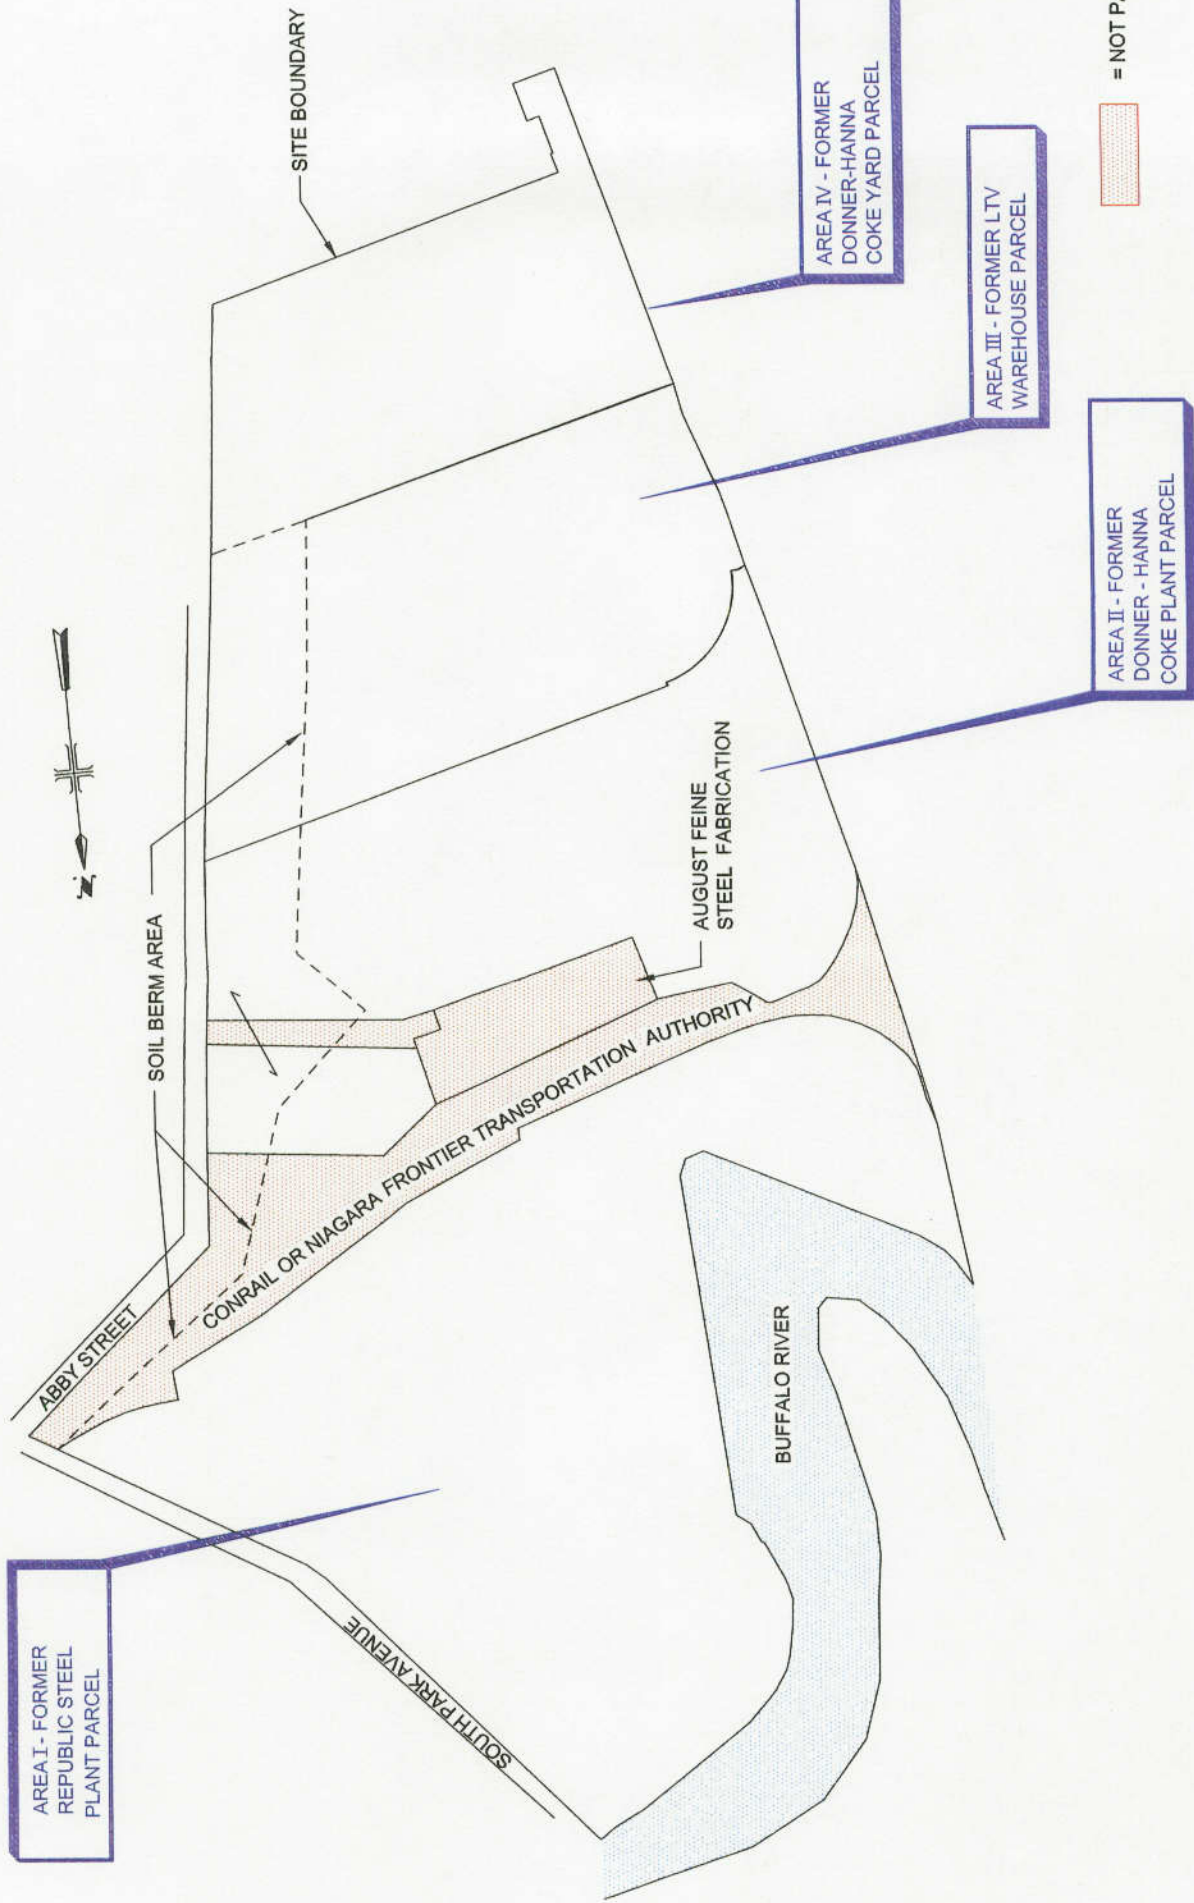 AREA I - FORMER
REPUBLIC STEEL
PLANT PARCEL
ABBY STREET
SOUTH PARK AVENUE
SOIL BERM AREA
N
SITE BOUNDARY
CONRAIL OR NIAGARA FRONTIER TRANSPORTATION AUTHORITY
AUGUST FEINE
STEEL FABRICATION
BUFFALO RIVER
AREA II - FORMER
DONNER - HANNA
COKE PLANT PARCEL
AREA III - FORMER LTV
WAREHOUSE PARCEL
AREA IV - FORMER
DONNER-HANNA
COKE YARD PARCEL
= NOT